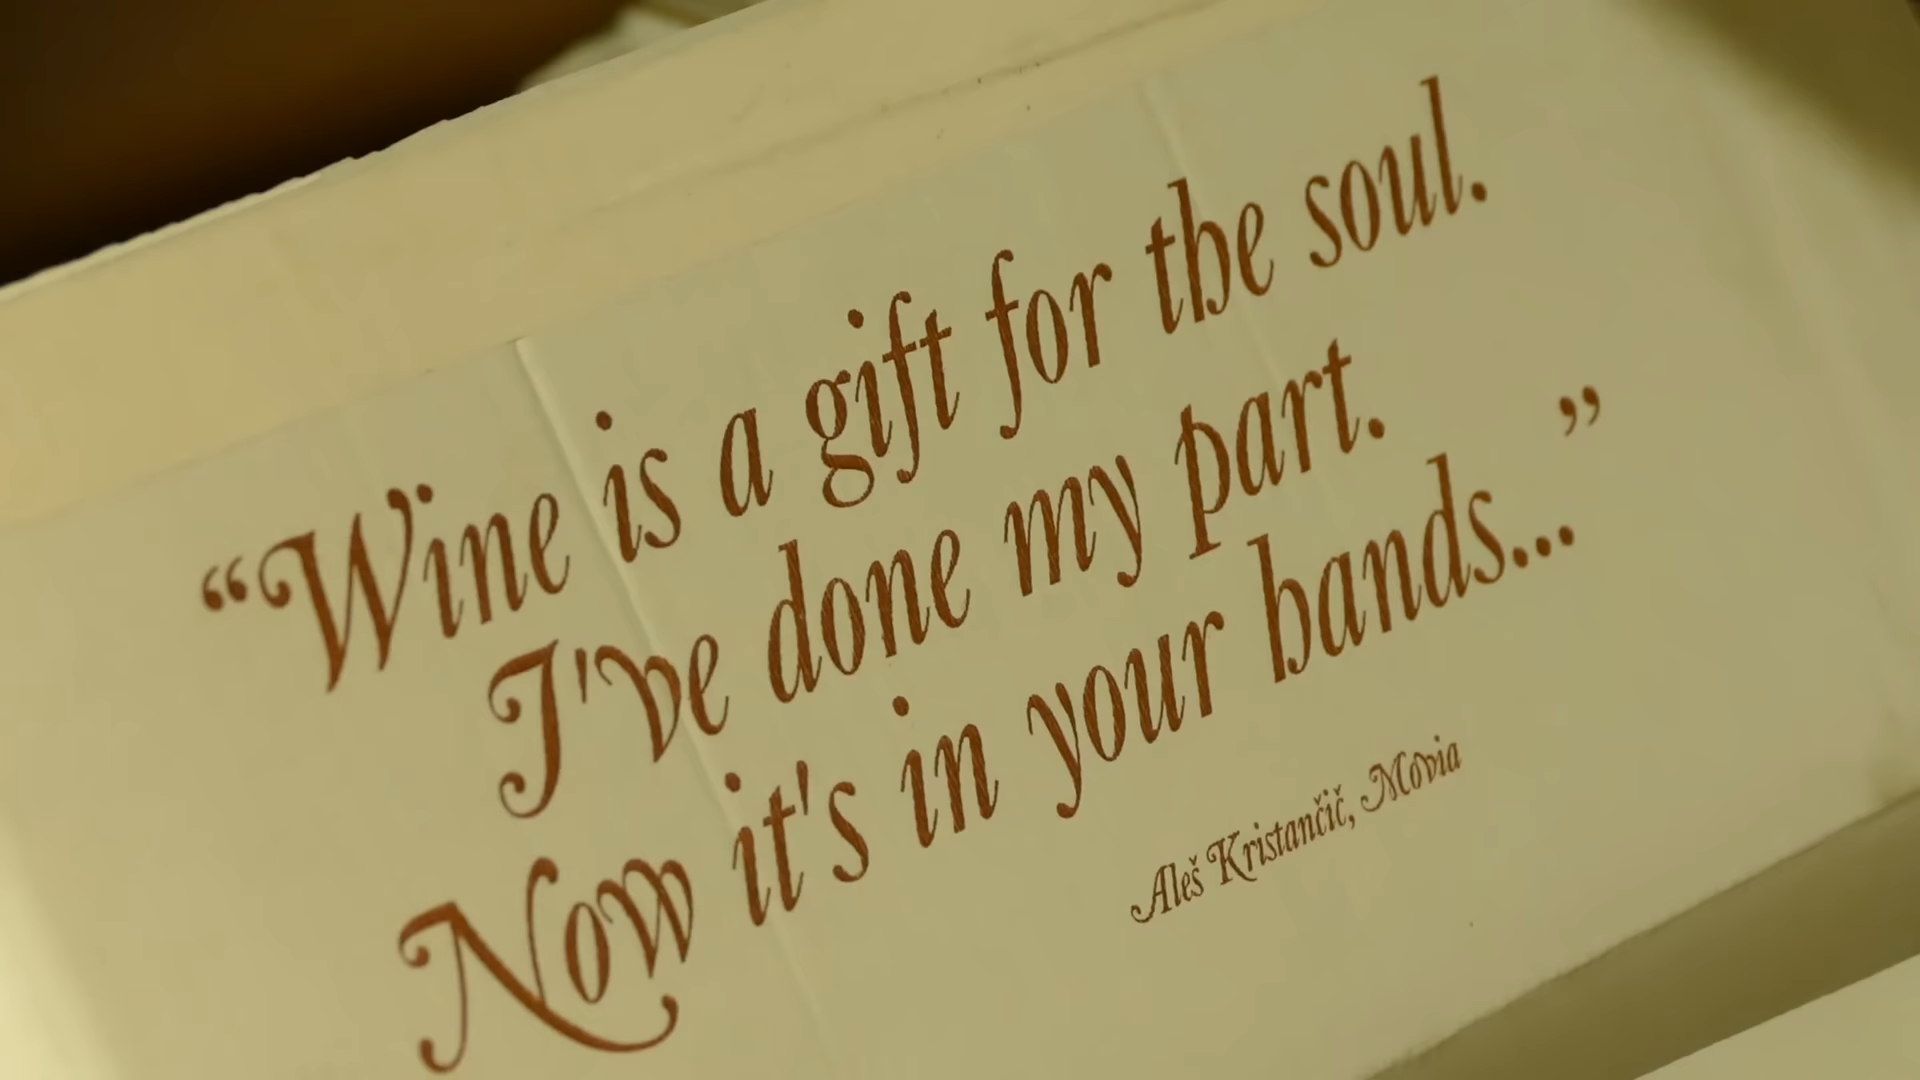 “Wine is a gift for the soul.
I've done my part.
Now it's in your hands... ”
Aleš Kristančič, Movia